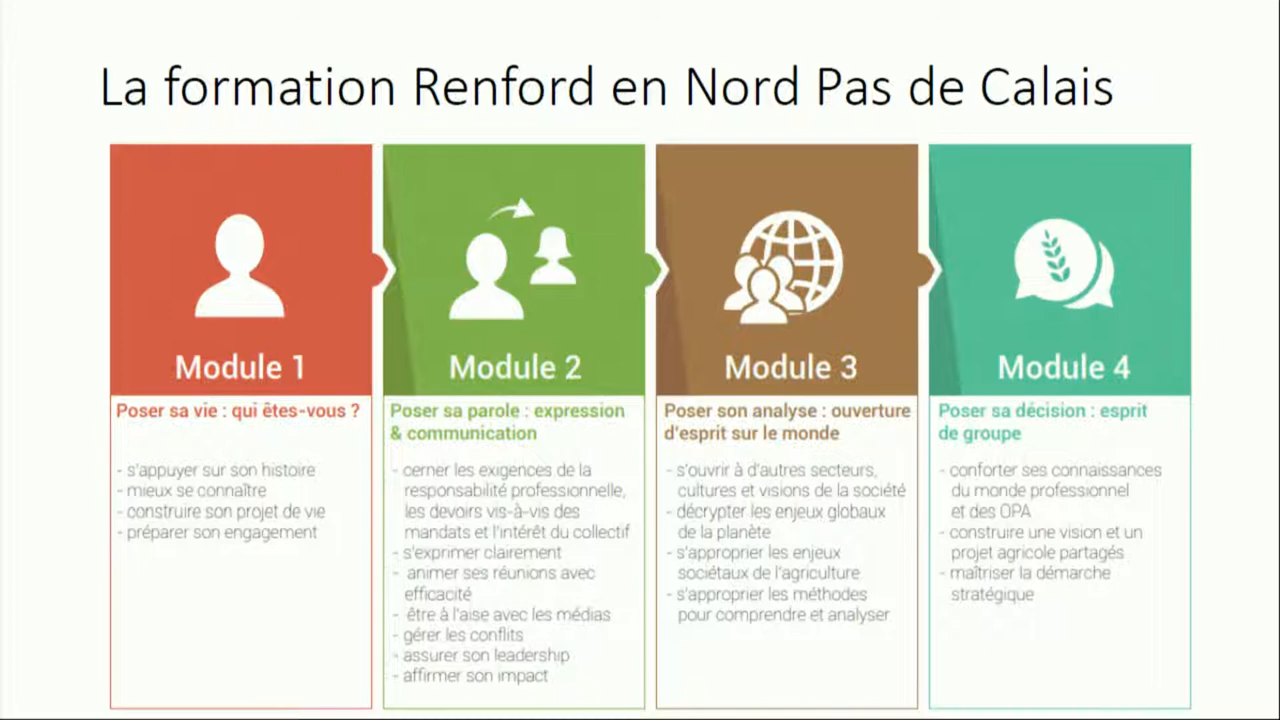 La formation Renford en Nord Pas de Calais
Module 1
Poser sa vie : qui êtes-vous ?
- s'appuyer sur son histoire
- mieux se connaître
- construire son projet de vie
- préparer son engagement
Module 2
Poser sa parole : expression
& communication
- cerner les exigences de la
responsabilité professionnelle,
les devoirs vis-à-vis des
mandats et l'intérêt du collectif
- s'exprimer clairement
- animer ses réunions avec
efficacité
- être à l'aise avec les médias
- gérer les conflits
- assurer son leadership
- affirmer son impact
Module 3
Poser son analyse : ouverture
d'esprit sur le monde
- s'ouvrir à d'autres secteurs,
cultures et visions de la société
- décrypter les enjeux globaux
de la planète
- s'approprier les enjeux
sociétaux de l'agriculture
- s'approprier les méthodes
pour comprendre et analyser
Module 4
Poser sa décision : esprit
de groupe
- conforter ses connaissances
du monde professionnel
et des OPA
- construire une vision et un
projet agricole partagés
- maîtriser la démarche
stratégique